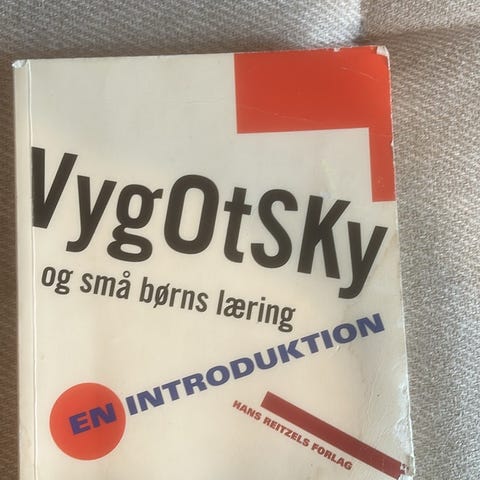 VygOtSKy
og små børns læring
EN INTRODUKTION
HANS REITZELS FORLAG